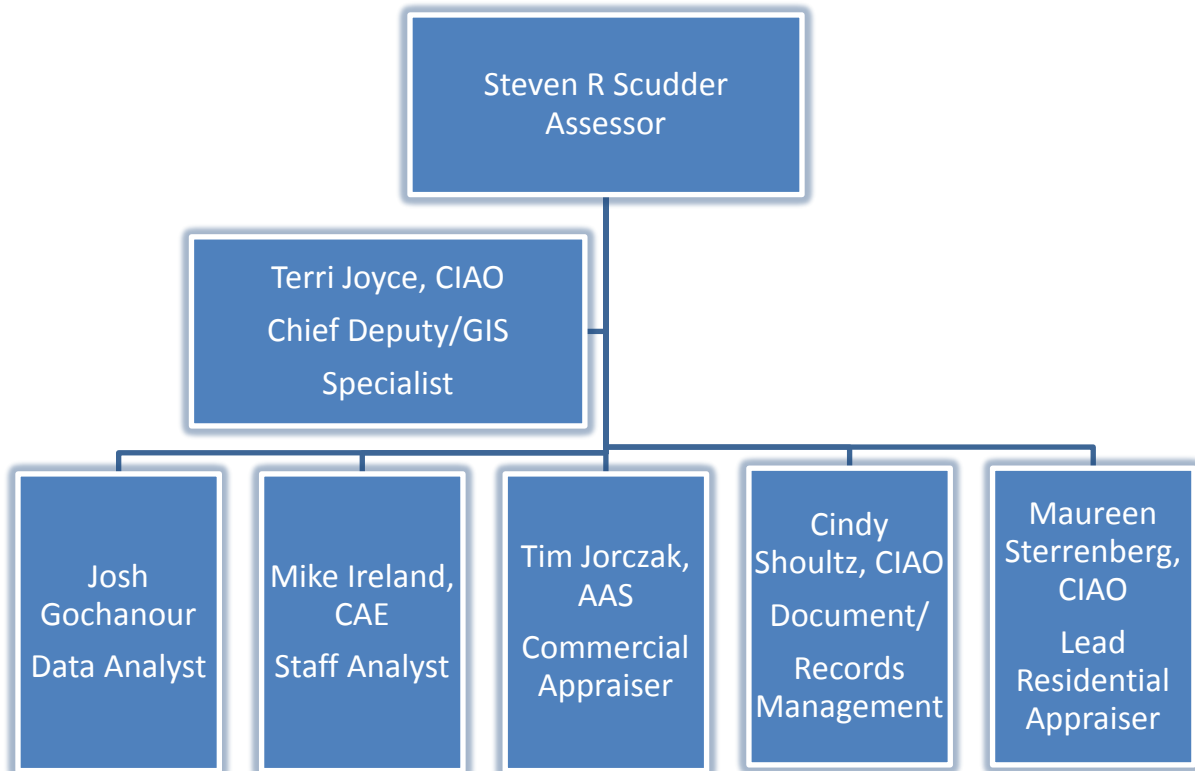 Steven R Scudder
Assessor
Terri Joyce, CIAO
Chief Deputy/GIS
Specialist
Josh
Gochanour
Data Analyst
Mike Ireland,
CAE
Staff Analyst
Tim Jorczak,
AAS
Commercial
Appraiser
Cindy
Shoultz, CIAO
Document/
Records
Management
Maureen
Sterrenberg,
CIAO
Lead
Residential
Appraiser